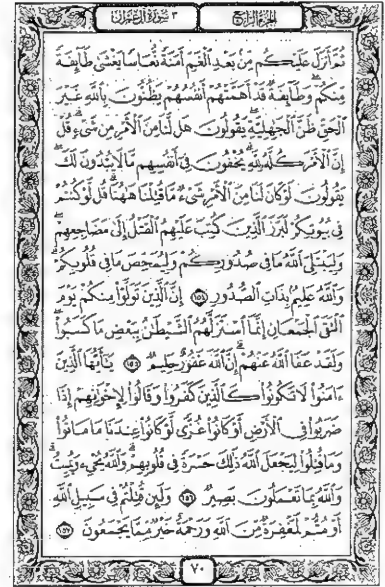 الجزء الرابع
٣ سورة آل عمران
ثُمَّ أَنزَلَ عَلَيْكُم مِّنۢ بَعْدِ ٱلْغَمِّ أَمَنَةً نُّعَاسًا يَغْشَىٰ طَآئِفَةً
مِّنكُمْ ۖ وَطَآئِفَةٌ قَدْ أَهَمَّتْهُمْ أَنفُسُهُمْ يَظُنُّونَ بِٱللَّهِ غَيْرَ
ٱلْحَقِّ ظَنَّ ٱلْجَٰهِلِيَّةِ ۖ يَقُولُونَ هَل لَّنَا مِنَ ٱلْأَمْرِ مِن شَىْءٍ ۗ قُلْ
إِنَّ ٱلْأَمْرَ كُلَّهُۥ لِلَّهِ ۗ يُخْفُونَ فِىٓ أَنفُسِهِم مَّا لَا يُبْدُونَ لَكَ ۖ
يَقُولُونَ لَوْ كَانَ لَنَا مِنَ ٱلْأَمْرِ شَىْءٌ مَّا قُتِلْنَا هَٰهُنَا ۗ قُل لَّوْ كُنتُمْ
فِى بُيُوتِكُمْ لَبَرَزَ ٱلَّذِينَ كُتِبَ عَلَيْهِمُ ٱلْقَتْلُ إِلَىٰ مَضَاجِعِهِمْ ۖ
وَلِيَبْتَلِىَ ٱللَّهُ مَا فِى صُدُورِكُمْ وَلِيُمَحِّصَ مَا فِى قُلُوبِكُمْ ۗ
وَٱللَّهُ عَلِيمٌۢ بِذَاتِ ٱلصُّدُورِ ١٥٤ إِنَّ ٱلَّذِينَ تَوَلَّوْا۟ مِنكُمْ يَوْمَ
ٱلْتَقَى ٱلْجَمْعَانِ إِنَّمَا ٱسْتَزَلَّهُمُ ٱلشَّيْطَٰنُ بِبَعْضِ مَا كَسَبُوا۟ ۖ
وَلَقَدْ عَفَا ٱللَّهُ عَنْهُمْ ۗ إِنَّ ٱللَّهَ غَفُورٌ حَلِيمٌ ١٥٥ يَٰٓأَيُّهَا ٱلَّذِينَ
ءَامَنُوا۟ لَا تَكُونُوا۟ كَٱلَّذِينَ كَفَرُوا۟ وَقَالُوا۟ لِإِخْوَٰنِهِمْ إِذَا
ضَرَبُوا۟ فِى ٱلْأَرْضِ أَوْ كَانُوا۟ غُزًّى لَّوْ كَانُوا۟ عِندَنَا مَا مَاتُوا۟
وَمَا قُتِلُوا۟ لِيَجْعَلَ ٱللَّهُ ذَٰلِكَ حَسْرَةً فِى قُلُوبِهِمْ ۗ وَٱللَّهُ يُحْىِۦ وَيُمِيتُ ۗ
وَٱللَّهُ بِمَا تَعْمَلُونَ بَصِيرٌ ١٥٦ وَلَئِن قُتِلْتُمْ فِى سَبِيلِ ٱللَّهِ
أَوْ مُتُّمْ لَمَغْفِرَةٌ مِّنَ ٱللَّهِ وَرَحْمَةٌ خَيْرٌ مِّمَّا يَجْمَعُونَ ١٥٧
٧٠